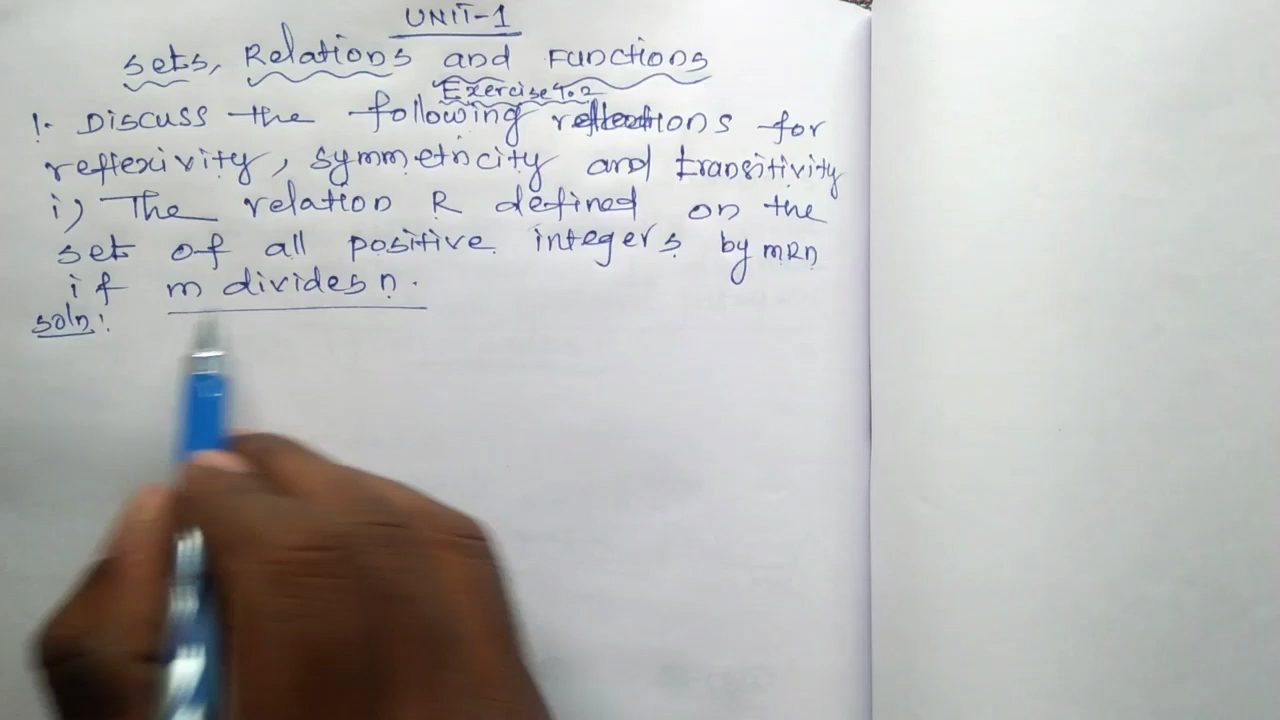 UNIT-1
Sets, Relations and Functions
Exercise 1.2
1. Discuss the following relations for
reflexivity, symmetricity and transitivity
i) The relation R defined on the
set of all positive integers by mRn
if m divides n.
Soln: